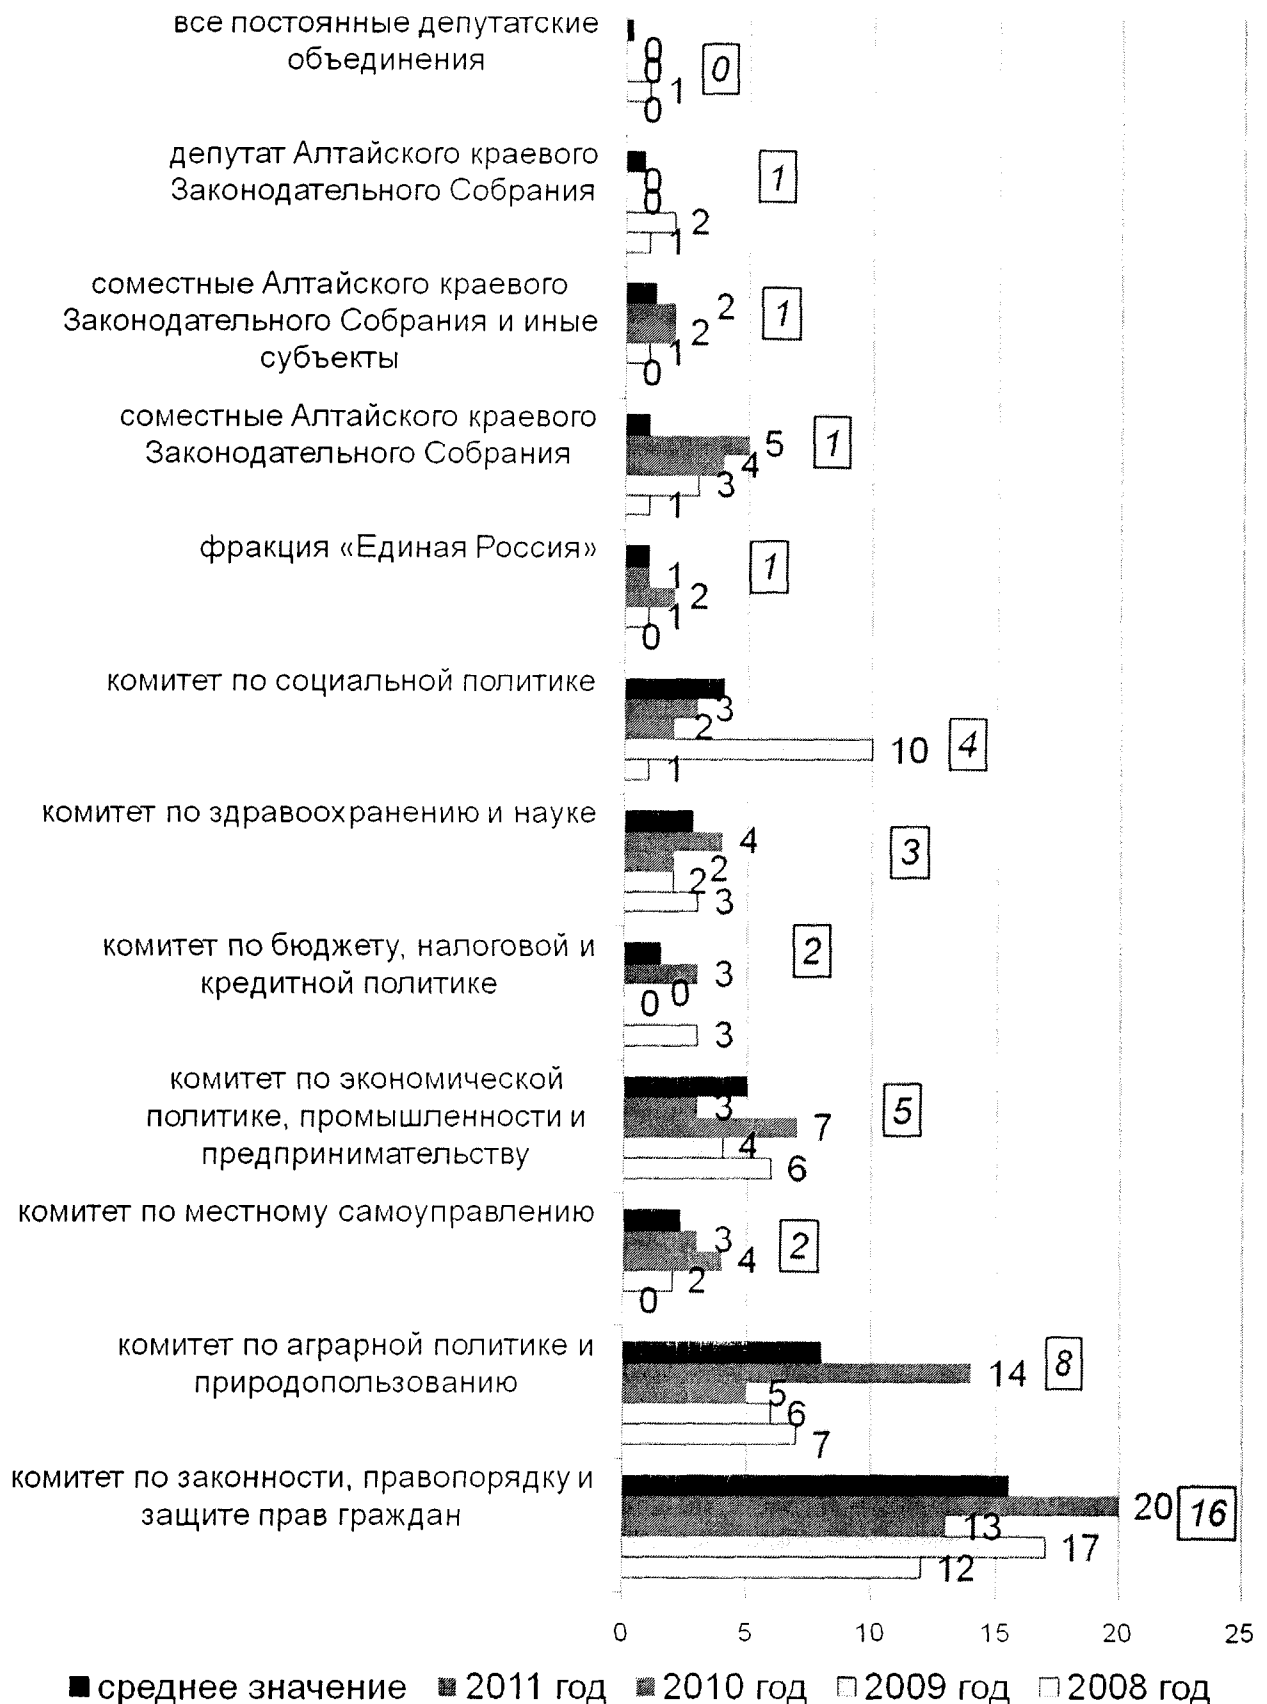 все постоянные депутатские
объединения
0
0
1
0
0
депутат Алтайского краевого
Законодательного Собрания
0
0
2
1
1
соместные Алтайского краевого
Законодательного Собрания и иные
субъекты
2
2
1
0
1
соместные Алтайского краевого
Законодательного Собрания
5
4
3
1
1
фракция «Единая Россия»
1
2
1
0
1
комитет по социальной политике
3
2
10
1
4
комитет по здравоохранению и науке
4
2
2
3
3
комитет по бюджету, налоговой и
кредитной политике
3
0
0
3
2
комитет по экономической
политике, промышленности и
предпринимательству
3
7
4
6
5
комитет по местному самоуправлению
3
4
2
0
2
комитет по аграрной политике и
природопользованию
14
5
6
7
8
комитет по законности, правопорядку и
защите прав граждан
20
13
17
12
16
0 5 10 15 20 25
среднее значение 2011 год 2010 год 2009 год 2008 год